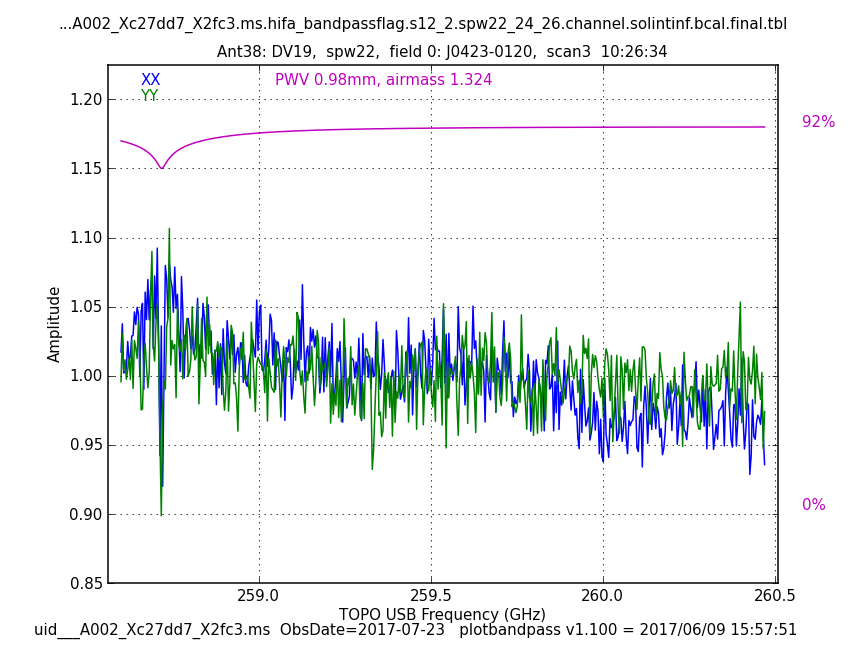 ...A002_Xc27dd7_X2fc3.ms.hifa_bandpassflag.s12_2.spw22_24_26.channel.solintinf.bcal.final.tbl
Ant38: DV19, spw22, field 0: J0423-0120, scan3 10:26:34
XX
YY
PWV 0.98mm, airmass 1.324
92%
0%
Amplitude
1.20
1.15
1.10
1.05
1.00
0.95
0.90
0.85
259.0 259.5 260.0 260.5
TOPO USB Frequency (GHz)
uid___A002_Xc27dd7_X2fc3.ms ObsDate=2017-07-23 plotbandpass v1.100 = 2017/06/09 15:57:51